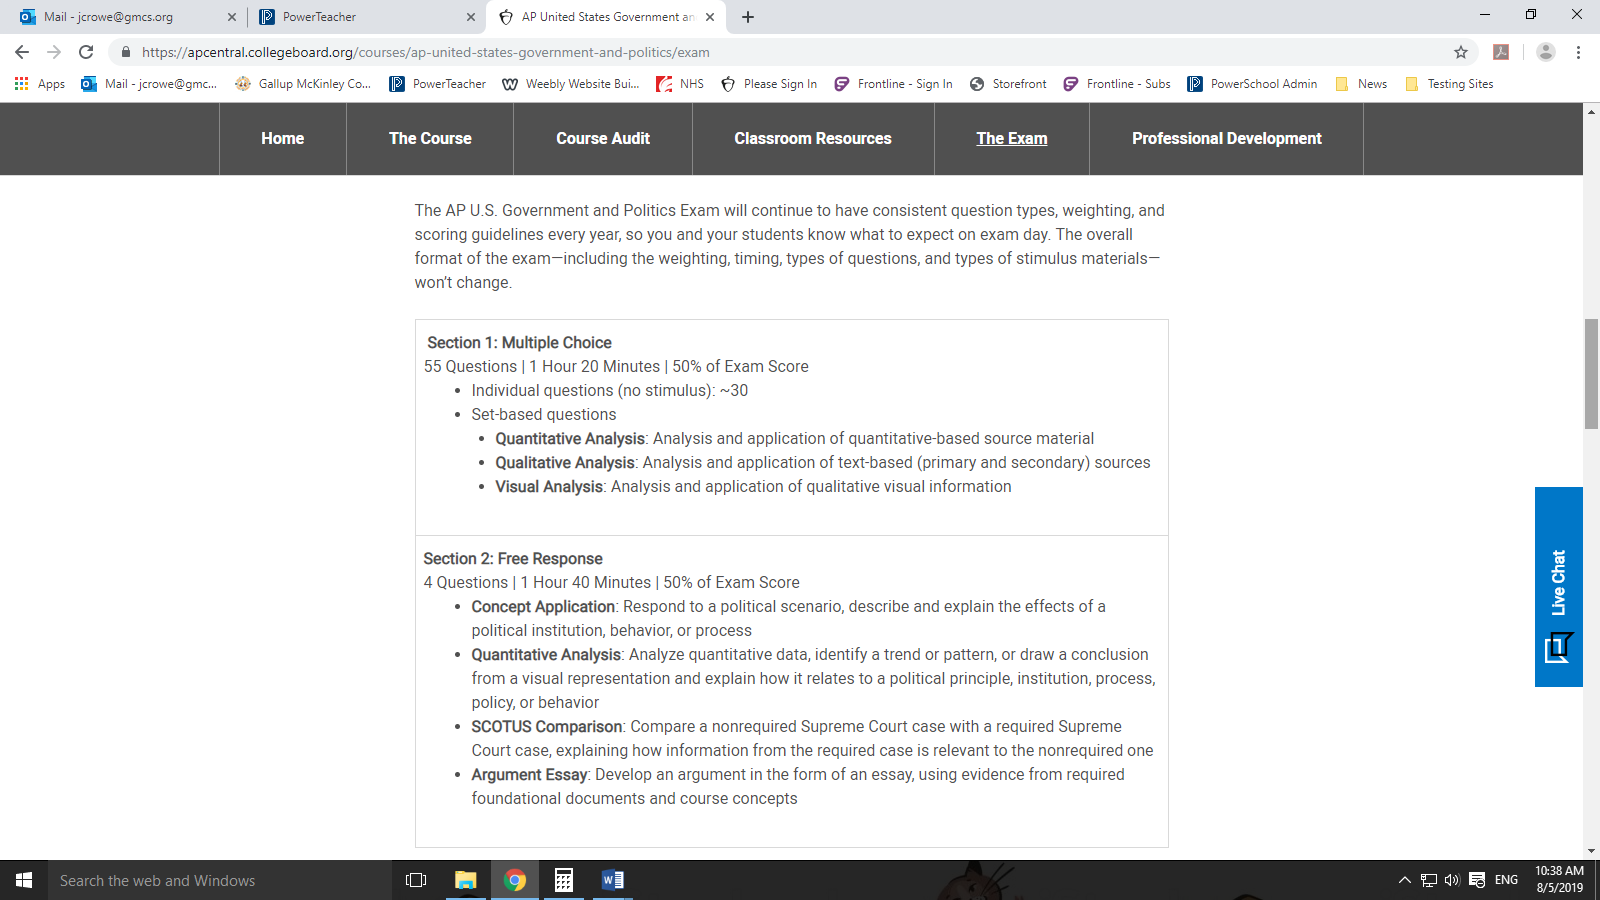 Mail - jcrowe@gmcs.org
PowerTeacher
AP United States Government an
https://apcentral.collegeboard.org/courses/ap-united-states-government-and-politics/exam
Apps
Mail - jcrowe@gmc...
Gallup McKinley Co...
PowerTeacher
Weebly Website Bui...
NHS
Please Sign In
Frontline - Sign In
Storefront
Frontline - Subs
PowerSchool Admin
News
Testing Sites
Home
The Course
Course Audit
Classroom Resources
The Exam
Professional Development
The AP U.S. Government and Politics Exam will continue to have consistent question types, weighting, and
scoring guidelines every year, so you and your students know what to expect on exam day. The overall
format of the exam—including the weighting, timing, types of questions, and types of stimulus materials—
won't change.
Section 1: Multiple Choice
55 Questions | 1 Hour 20 Minutes | 50% of Exam Score
• Individual questions (no stimulus): ~30
• Set-based questions
• Quantitative Analysis: Analysis and application of quantitative-based source material
• Qualitative Analysis: Analysis and application of text-based (primary and secondary) sources
• Visual Analysis: Analysis and application of qualitative visual information
Section 2: Free Response
4 Questions | 1 Hour 40 Minutes | 50% of Exam Score
• Concept Application: Respond to a political scenario, describe and explain the effects of a
political institution, behavior, or process
• Quantitative Analysis: Analyze quantitative data, identify a trend or pattern, or draw a conclusion
from a visual representation and explain how it relates to a political principle, institution, process,
policy, or behavior
• SCOTUS Comparison: Compare a nonrequired Supreme Court case with a required Supreme
Court case, explaining how information from the required case is relevant to the nonrequired one
• Argument Essay: Develop an argument in the form of an essay, using evidence from required
foundational documents and course concepts
Live Chat
Search the web and Windows
ENG
10:38 AM
8/5/2019